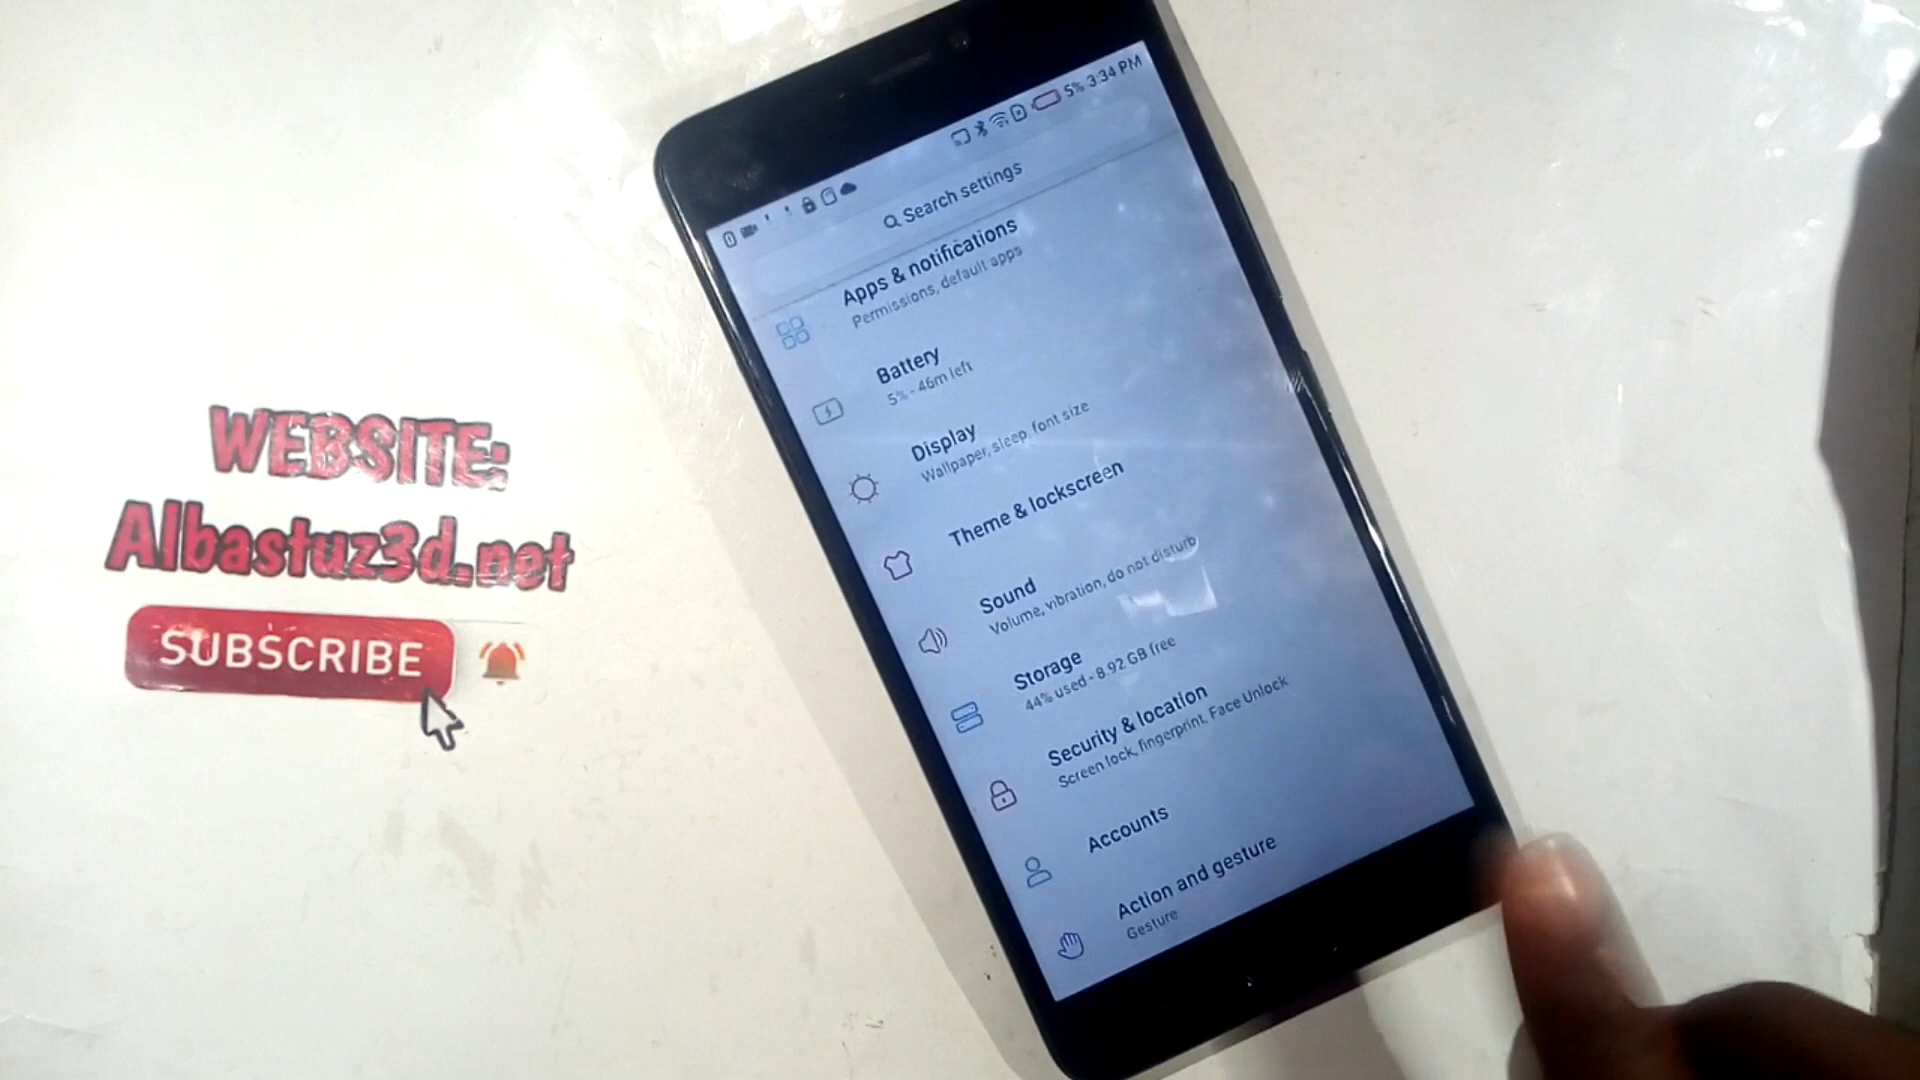 WEBSITE:
Albastuz3d.net
SUBSCRIBE
5% 3:34 PM
Search settings
Apps & notifications
Permissions, default apps
Battery
5% - 46m left
Display
Wallpaper, sleep, font size
Theme & lockscreen
Sound
Volume, vibration, do not disturb
Storage
44% used - 8.92 GB free
Security & location
Screen lock, fingerprint, Face Unlock
Accounts
Action and gesture
Gesture